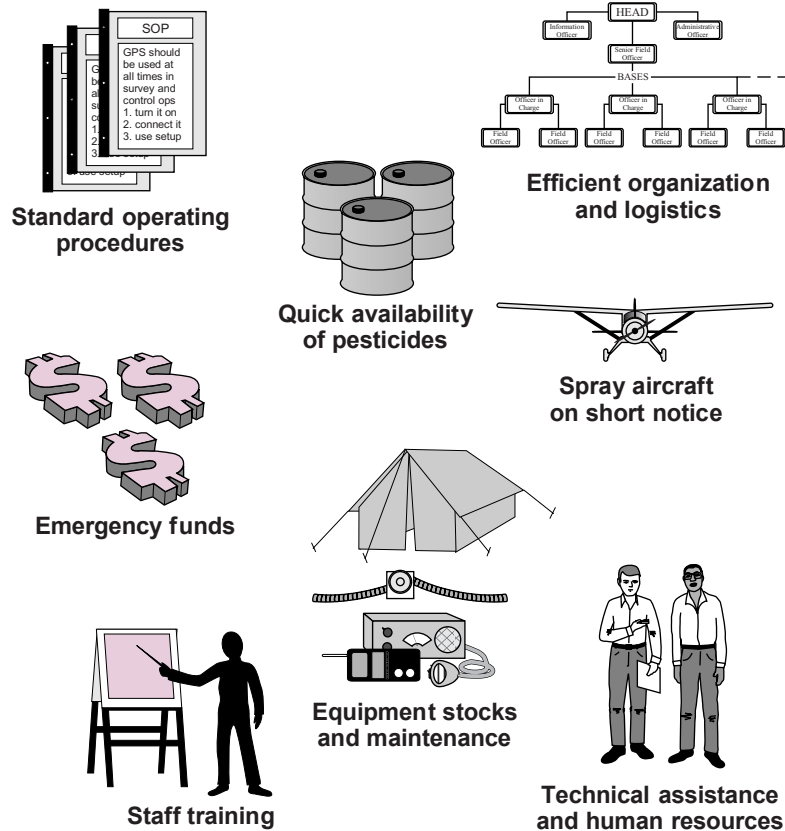 SOP
GPS should
be used at
all times in
survey and
control ops
1. turn it on
2. connect it
3. use setup
3. use setup
Standard operating
procedures
HEAD
Information
Officer
Administrative
Officer
Senior Field
Officer
BASES
Officer in
Charge
Officer in
Charge
Officer in
Charge
Field
Officer
Field
Officer
Field
Officer
Field
Officer
Field
Officer
Field
Officer
Efficient organization
and logistics
Quick availability
of pesticides
Spray aircraft
on short notice
Emergency funds
Equipment stocks
and maintenance
Staff training
Technical assistance
and human resources